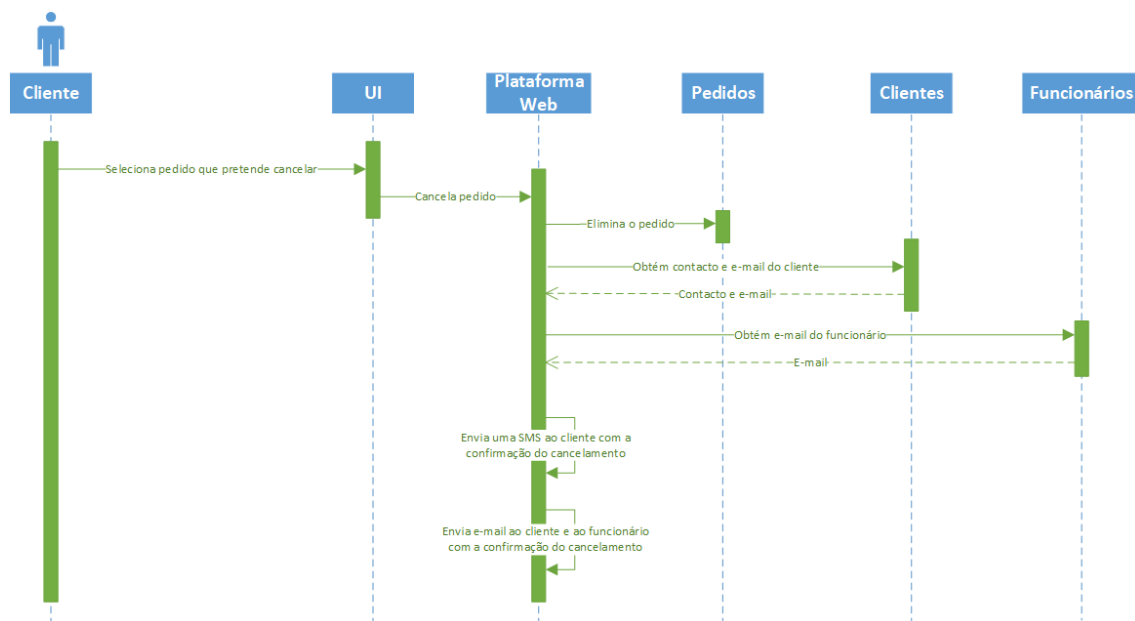 Cliente
UI
Plataforma
Web
Pedidos
Clientes
Funcionários
Seleciona pedido que pretende cancelar
Cancela pedido
Elimina o pedido
Obtém contacto e e-mail do cliente
Contacto e e-mail
Obtém e-mail do funcionário
E-mail
Envia uma SMS ao cliente com a
confirmação do cancelamento
Envia e-mail ao cliente e ao funcionário
com a confirmação do cancelamento